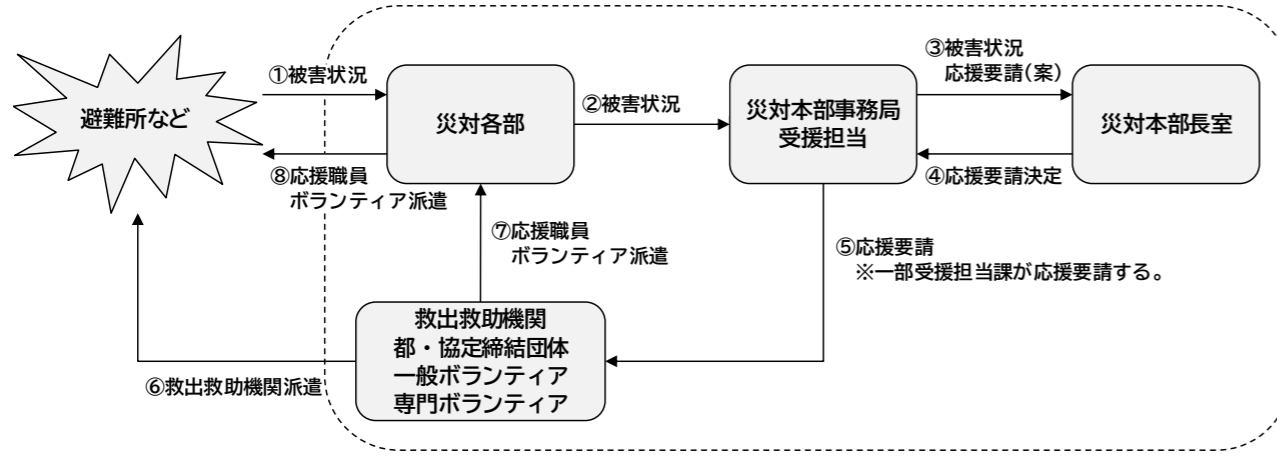 ③被害状況
応援要請(案)
①被害状況
②被害状況
避難所など
災対各部
災対本部事務局
受援担当
災対本部長室
④応援要請決定
⑧応援職員
ボランティア派遣
⑦応援職員
ボランティア派遣
⑤応援要請
※一部受援担当課が応援要請する。
救出救助機関
都・協定締結団体
一般ボランティア
専門ボランティア
⑥救出救助機関派遣